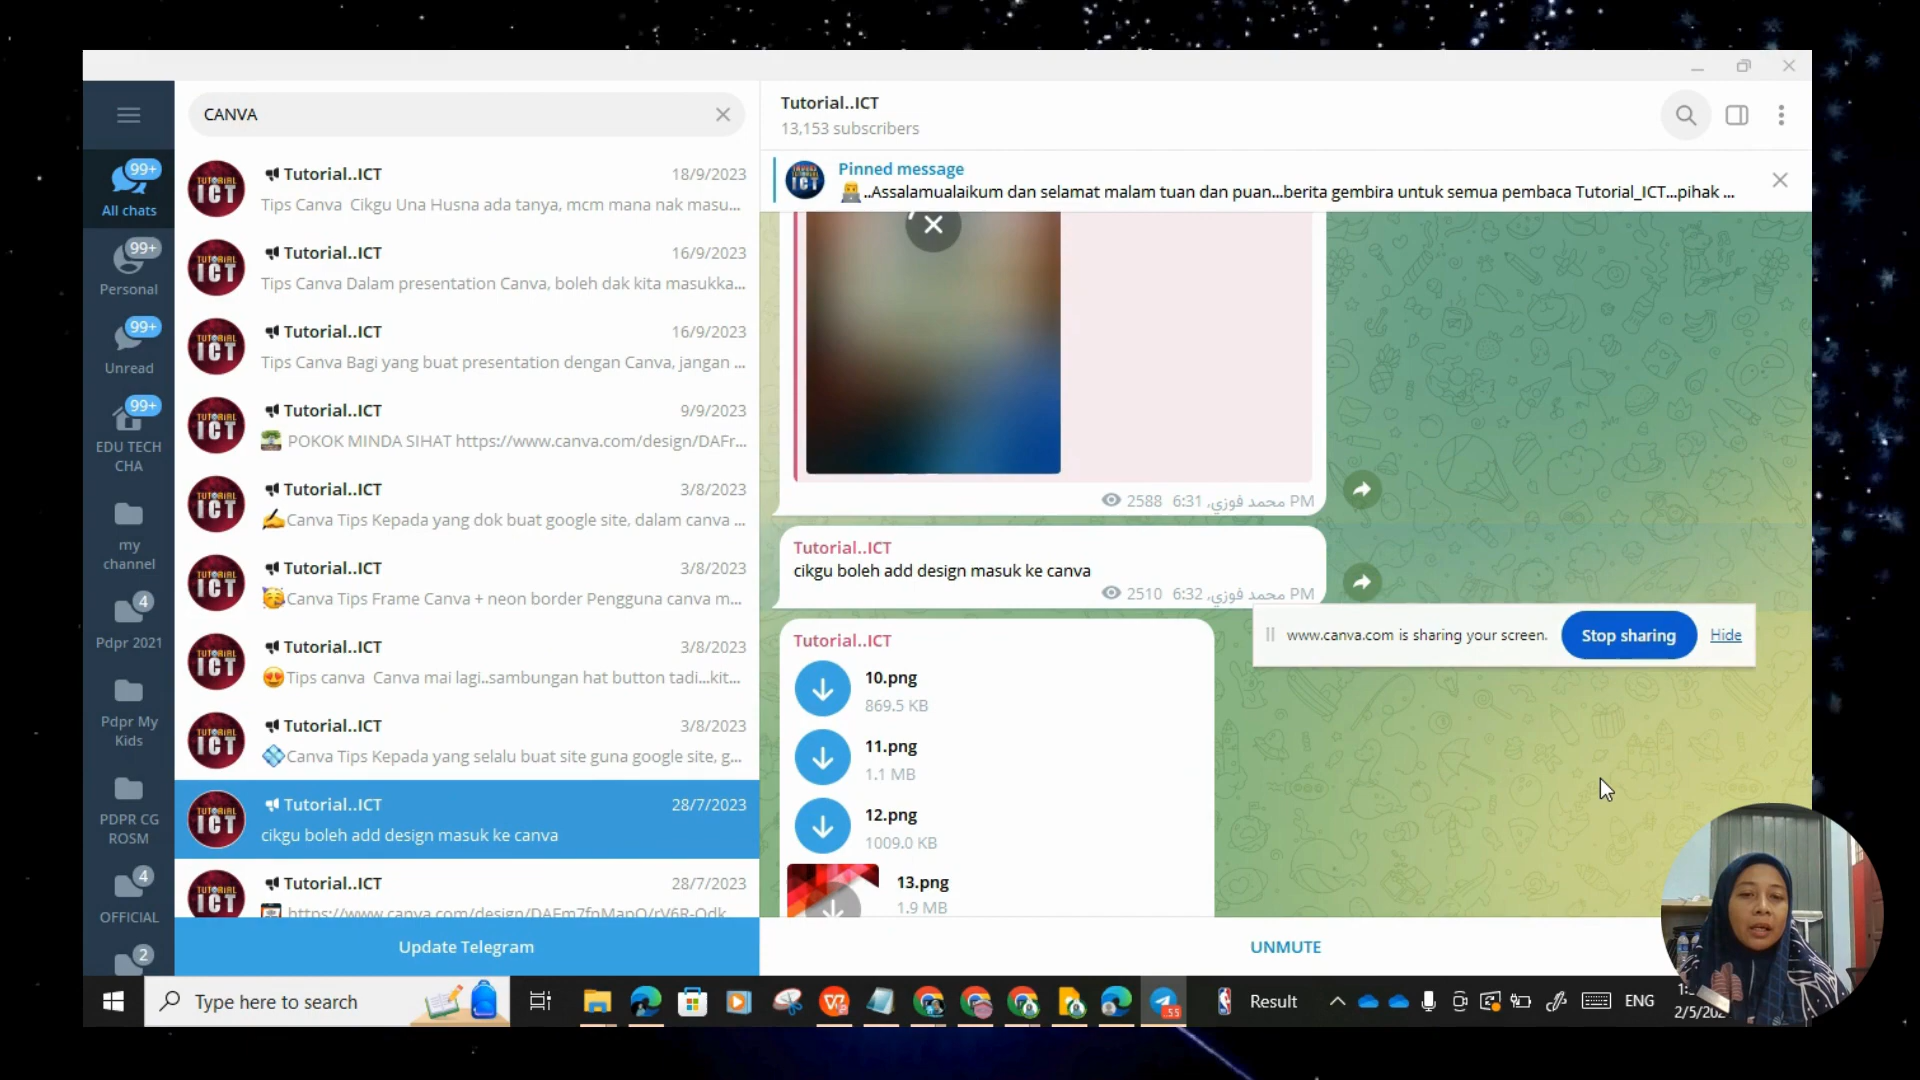 CANVA
99+
All chats
99+
Personal
99+
Unread
99+
EDU TECH
CHA
my
channel
4
Pdpr 2021
Pdpr My
Kids
PDPR CG
ROSM
4
OFFICIAL
2
Tutorial..ICT 18/9/2023
Tips Canva Cikgu Una Husna ada tanya, mcm mana nak masu...
Tutorial..ICT 16/9/2023
Tips Canva Dalam presentation Canva, boleh dak kita masukka...
Tutorial..ICT 16/9/2023
Tips Canva Bagi yang buat presentation dengan Canva, jangan ...
Tutorial..ICT 9/9/2023
POKOK MINDA SIHAT https://www.canva.com/design/DAFr...
Tutorial..ICT 3/8/2023
Canva Tips Kepada yang dok buat google site, dalam canva ...
Tutorial..ICT 3/8/2023
Canva Tips Frame Canva + neon border Pengguna canva m...
Tutorial..ICT 3/8/2023
Tips canva Canva mai lagi..sambungan hat button tadi...kit...
Tutorial..ICT 3/8/2023
Canva Tips Kepada yang selalu buat site guna google site, g...
Tutorial..ICT 28/7/2023
cikgu boleh add design masuk ke canva
Tutorial..ICT 28/7/2023
Update Telegram
Tutorial..ICT
13,153 subscribers
Pinned message
..Assalamualaikum dan selamat malam tuan dan puan...berita gembira untuk semua pembaca Tutorial_ICT...pihak ...
2588 محمد فوزي, 6:31 PM
Tutorial..ICT
cikgu boleh add design masuk ke canva
2510 محمد فوزي, 6:32 PM
www.canva.com is sharing your screen. Stop sharing Hide
Tutorial..ICT
10.png
869.5 KB
11.png
1.1 MB
12.png
1009.0 KB
13.png
1.9 MB
UNMUTE
Type here to search
55
Result
ENG